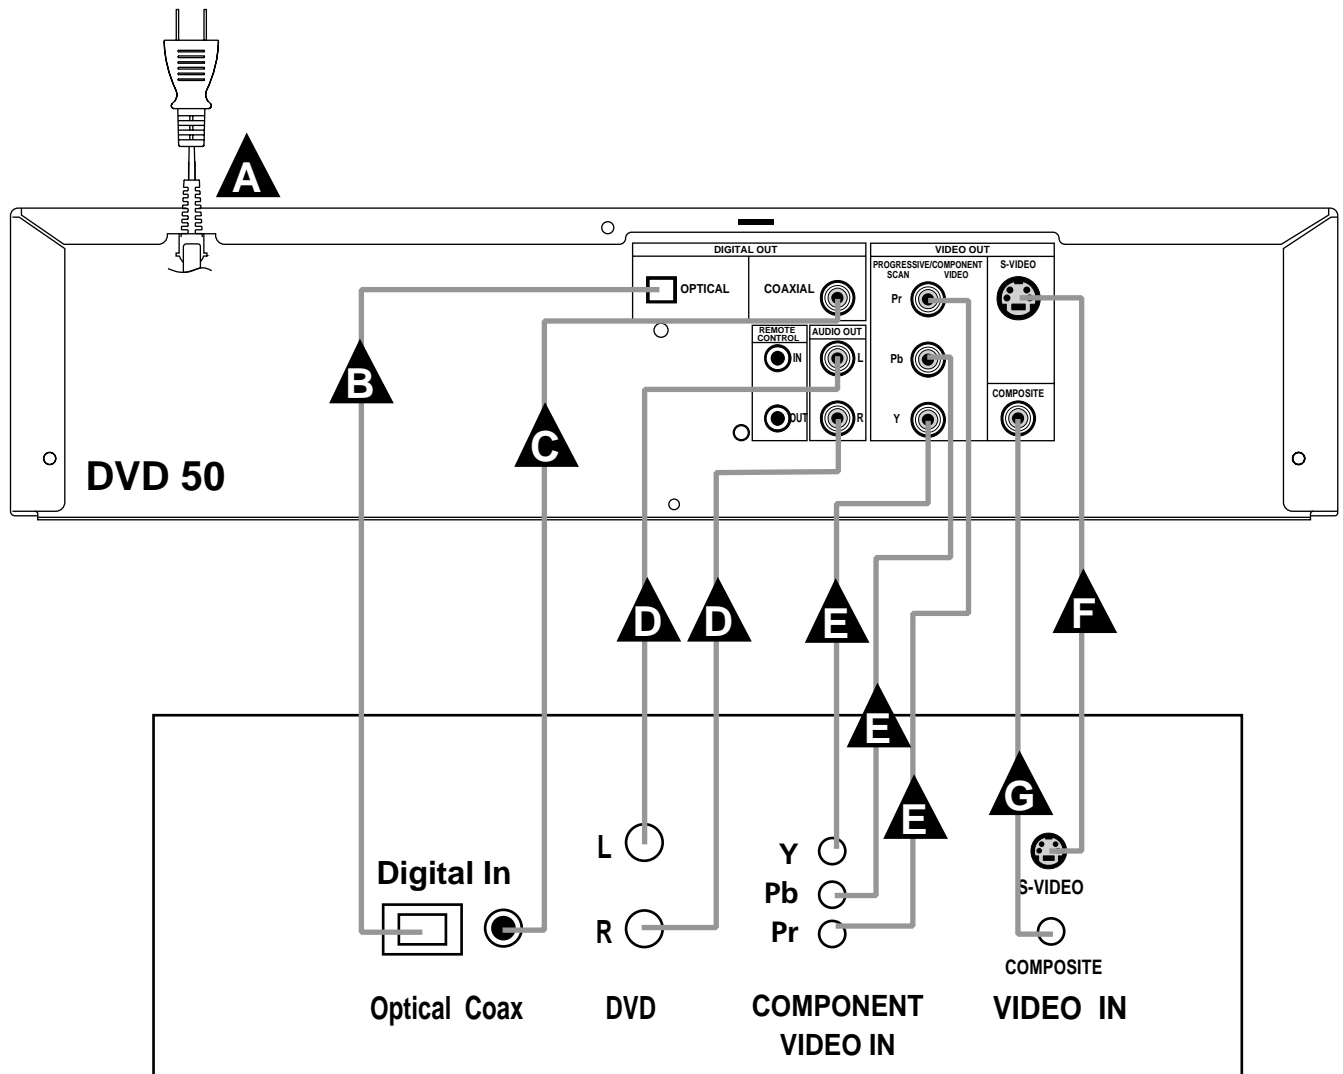 A
DIGITAL OUT
VIDEO OUT
OPTICAL
COAXIAL
PROGRESSIVE/COMPONENT
SCAN VIDEO
S-VIDEO
Pr
REMOTE
CONTROL
AUDIO OUT
IN
L
Pb
COMPOSITE
OUT
R
Y
B
C
DVD 50
D
D
E
F
E
E
G
Digital In
L
R
Y
Pb
Pr
S-VIDEO
COMPOSITE
Optical Coax
DVD
COMPONENT
VIDEO IN
VIDEO IN